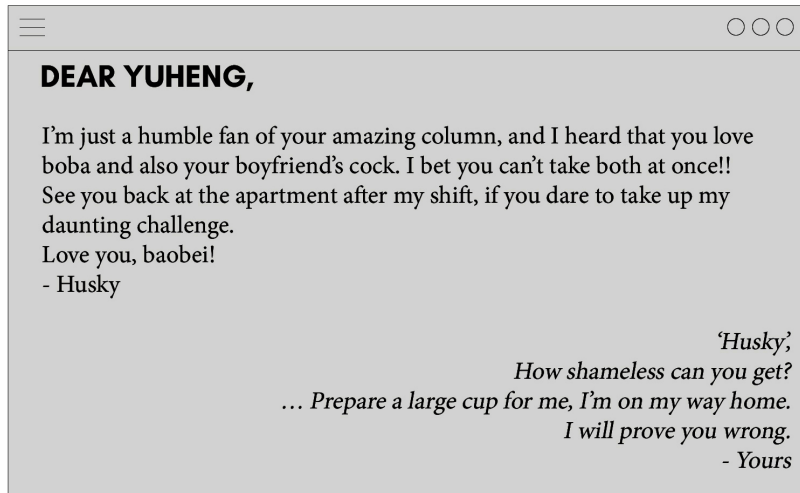 DEAR YUHENG,
I'm just a humble fan of your amazing column, and I heard that you love
boba and also your boyfriend's cock. I bet you can't take both at once!!
See you back at the apartment after my shift, if you dare to take up my
daunting challenge.
Love you, baobei!
- Husky
‘Husky’,
How shameless can you get?
… Prepare a large cup for me, I'm on my way home.
I will prove you wrong.
- Yours